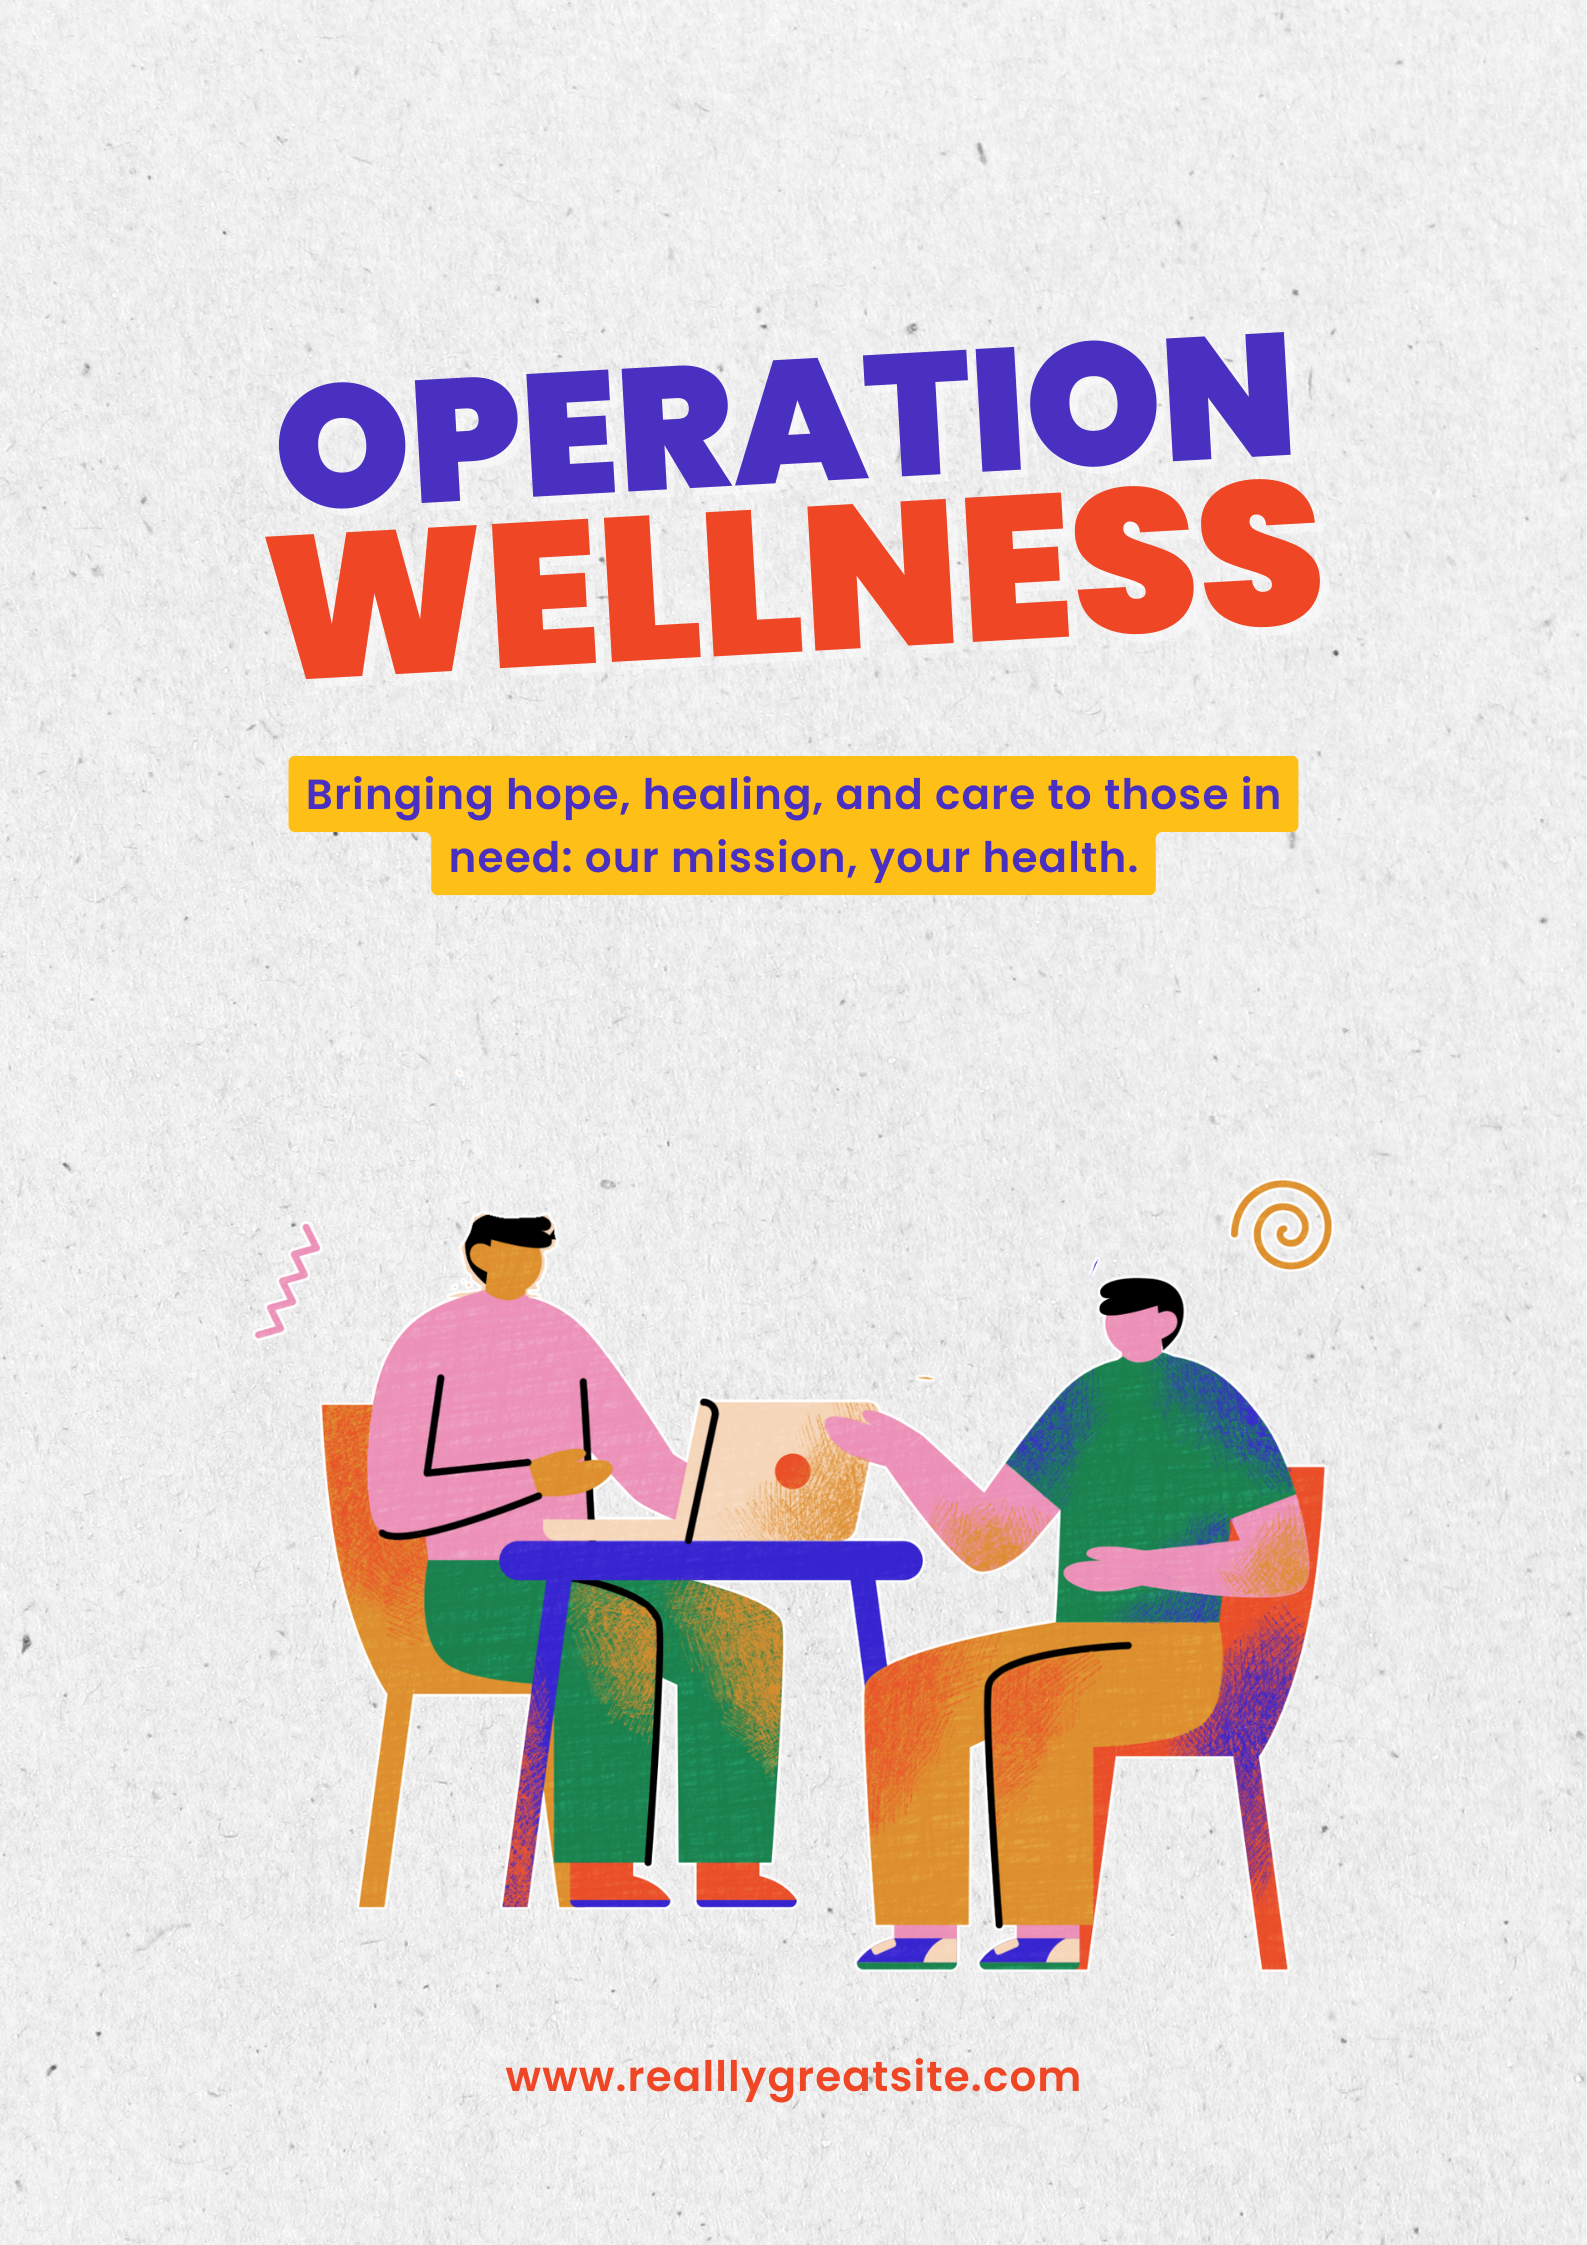 OPERATION
WELLNESS
Bringing hope, healing, and care to those in
need: our mission, your health.
www.realllygreatsite.com